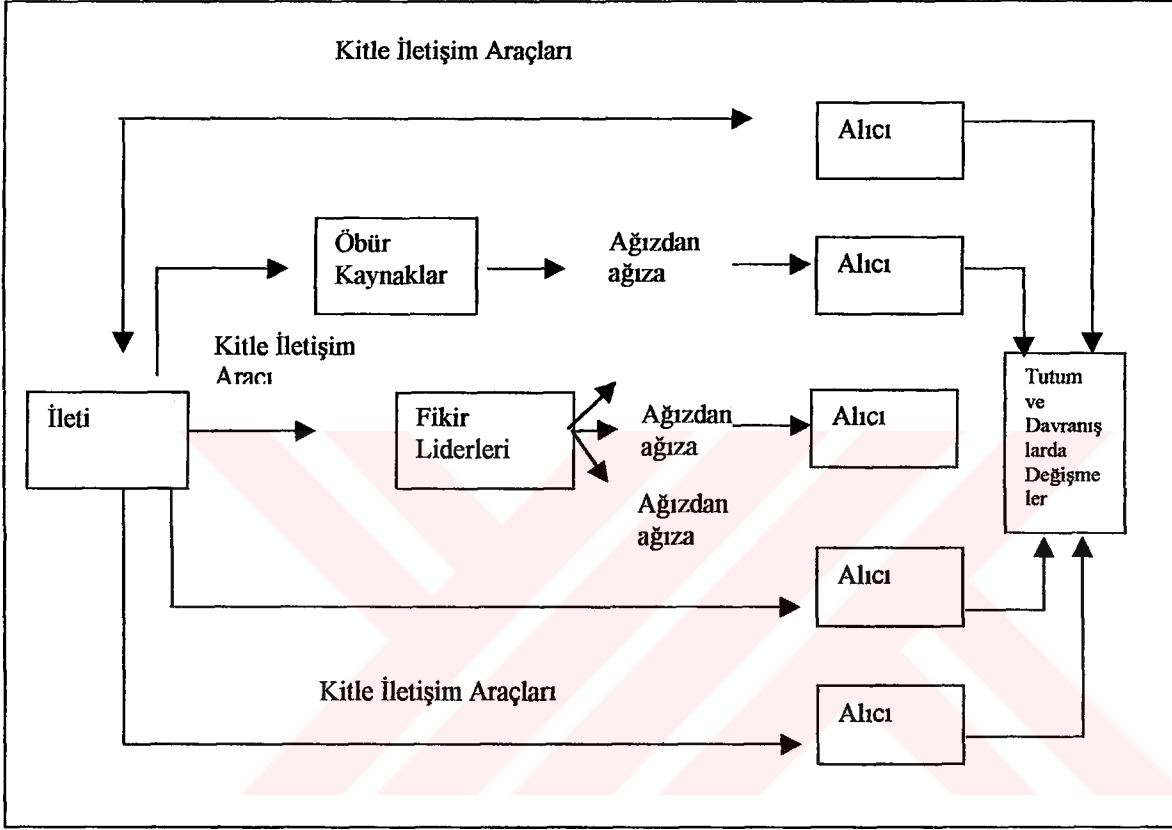 Kitle İletişim Araçları
Alıcı
Öbür
Kaynaklar
Ağızdan
ağıza
Alıcı
Kitle İletişim
Aracı
İleti
Fikir
Liderleri
Ağızdan
ağıza
Alıcı
Tutum
ve
Davranış
larda
Değişme
ler
Ağızdan
ağıza
Alıcı
Kitle İletişim Araçları
Alıcı